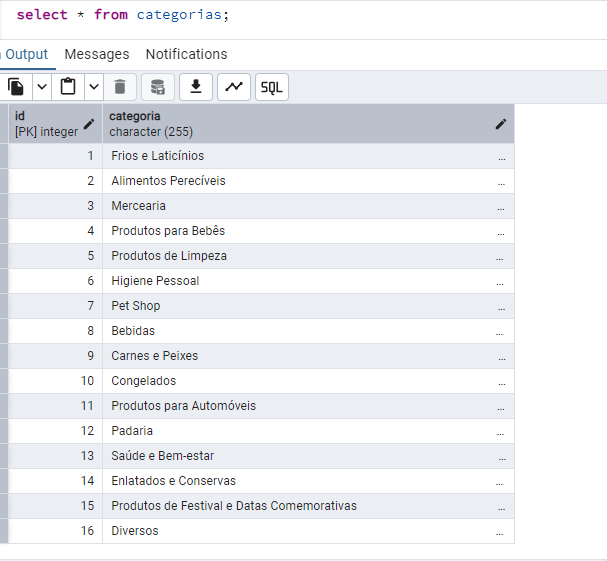 select * from categorias;
Output Messages Notifications
SQL
id categoria
[PK] integer character (255)
1 Frios e Laticínios ...
2 Alimentos Perecíveis ...
3 Mercearia ...
4 Produtos para Bebês ...
5 Produtos de Limpeza ...
6 Higiene Pessoal ...
7 Pet Shop ...
8 Bebidas ...
9 Carnes e Peixes ...
10 Congelados ...
11 Produtos para Automóveis ...
12 Padaria ...
13 Saúde e Bem-estar ...
14 Enlatados e Conservas ...
15 Produtos de Festival e Datas Comemorativas ...
16 Diversos ...